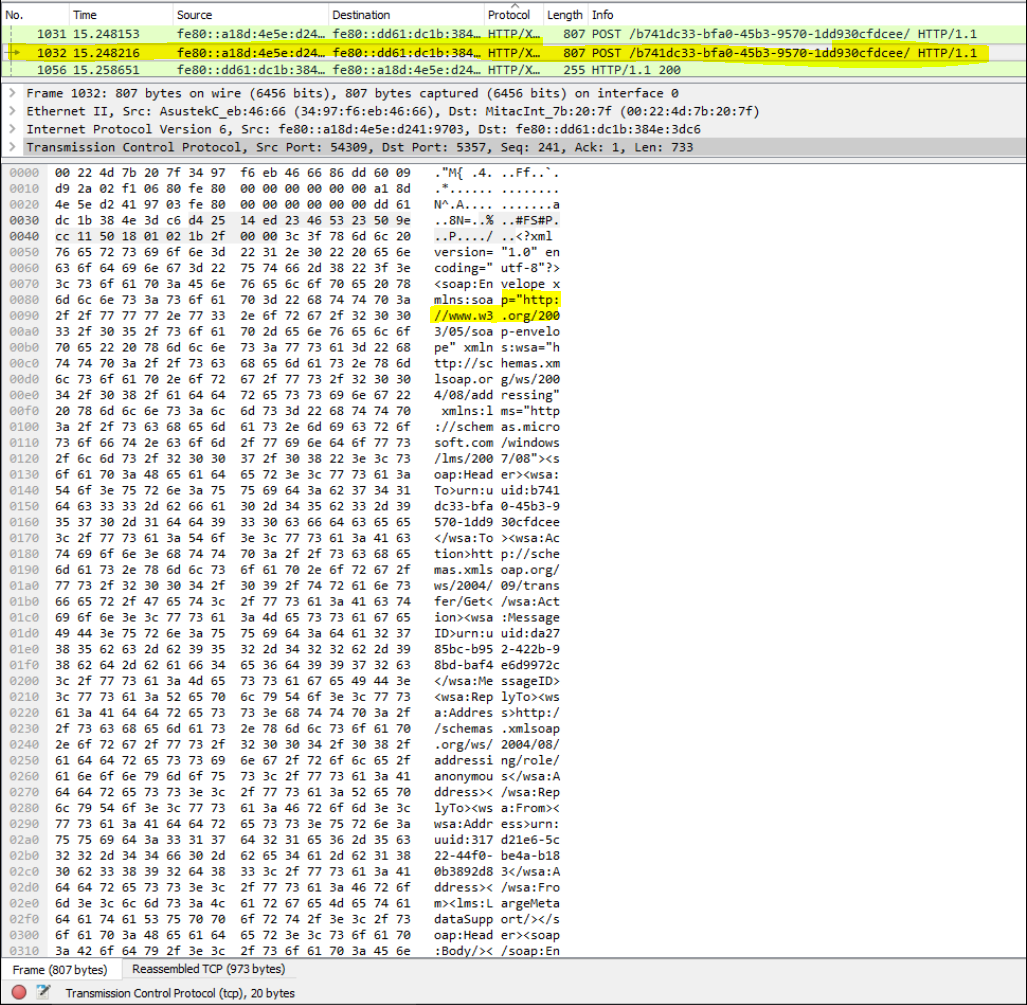 No. Time Source Destination Protocol Length Info
1031 15.248153 fe80::a18d:4e5e:d24… fe80::dd61:dc1b:384… HTTP/X… 807 POST /b741dc33-bfa0-45b3-9570-1dd930cfdcee/ HTTP/1.1
1032 15.248216 fe80::a18d:4e5e:d24… fe80::dd61:dc1b:384… HTTP/X… 807 POST /b741dc33-bfa0-45b3-9570-1dd930cfdcee/ HTTP/1.1
1056 15.258651 fe80::dd61:dc1b:384… fe80::a18d:4e5e:d24… HTTP/X… 255 HTTP/1.1 200
Frame 1032: 807 bytes on wire (6456 bits), 807 bytes captured (6456 bits) on interface 0
Ethernet II, Src: AsustekC_eb:46:66 (34:97:f6:eb:46:66), Dst: MitacInt_7b:20:7f (00:22:4d:7b:20:7f)
Internet Protocol Version 6, Src: fe80::a18d:4e5e:d241:9703, Dst: fe80::dd61:dc1b:384e:3dc6
Transmission Control Protocol, Src Port: 54309, Dst Port: 5357, Seq: 241, Ack: 1, Len: 733
0000 00 22 4d 7b 20 7f 34 97 f6 eb 46 66 86 dd 60 09 ."M{ .4. ..Ff..`.
0010 d9 2a 02 f1 06 80 fe 80 00 00 00 00 00 00 a1 8d .*...... ........
0020 4e 5e d2 41 97 03 fe 80 00 00 00 00 00 00 dd 61 N^.A.... .......a
0030 dc 1b 38 4e 3d c6 d4 25 14 ed 23 46 53 23 50 9e ..8N=..% ..#FS#P.
0040 cc 11 50 18 01 02 1b 2f 00 00 3c 3f 78 6d 6c 20 ..P..../ ..<?xml
0050 76 65 72 73 69 6f 6e 3d 22 31 2e 30 22 20 65 6e version= "1.0" en
0060 63 6f 64 69 6e 67 3d 22 75 74 66 2d 38 22 3f 3e coding=" utf-8"?>
0070 3c 73 6f 61 70 3a 45 6e 76 65 6c 6f 70 65 20 78 <soap:En velope x
0080 6d 6c 6e 73 3a 73 6f 61 70 3d 22 68 74 74 70 3a mlns:soa p="http:
0090 2f 2f 77 77 77 2e 77 33 2e 6f 72 67 2f 32 30 30 //www.w3 .org/200
00a0 33 2f 30 35 2f 73 6f 61 70 2d 65 6e 76 65 6c 6f 3/05/soa p-envelo
00b0 70 65 22 20 78 6d 6c 6e 73 3a 77 73 61 3d 22 68 pe" xmln s:wsa="h
00c0 74 74 70 3a 2f 2f 73 63 68 65 6d 61 73 2e 78 6d ttp://sc hemas.xm
00d0 6c 73 6f 61 70 2e 6f 72 67 2f 77 73 2f 32 30 30 lsoap.or g/ws/200
00e0 34 2f 30 38 2f 61 64 64 72 65 73 73 69 6e 67 22 4/08/add ressing"
00f0 20 78 6d 6c 6e 73 3a 6c 6d 73 3d 22 68 74 74 70 xmlns:l ms="http
0100 3a 2f 2f 73 63 68 65 6d 61 73 2e 6d 69 63 72 6f ://schem as.micro
0110 73 6f 66 74 2e 63 6f 6d 2f 77 69 6e 64 6f 77 73 soft.com /windows
0120 2f 6c 6d 73 2f 32 30 30 37 2f 30 38 22 3e 3c 73 /lms/200 7/08"><s
0130 6f 61 70 3a 48 65 61 64 65 72 3e 3c 77 73 61 3a oap:Head er><wsa:
0140 54 6f 3e 75 72 6e 3a 75 75 69 64 3a 62 37 34 31 To>urn:u uid:b741
0150 64 63 33 33 2d 62 66 61 30 2d 34 35 62 33 2d 39 dc33-bfa 0-45b3-9
0160 35 37 30 2d 31 64 64 39 33 30 63 66 64 63 65 65 570-1dd9 30cfdcee
0170 3c 2f 77 73 61 3a 54 6f 3e 3c 77 73 61 3a 41 63 </wsa:To ><wsa:Ac
0180 74 69 6f 6e 3e 68 74 74 70 3a 2f 2f 73 63 68 65 tion>htt p://sche
0190 6d 61 73 2e 78 6d 6c 73 6f 61 70 2e 6f 72 67 2f mas.xmls oap.org/
01a0 77 73 2f 32 30 30 34 2f 30 39 2f 74 72 61 6e 73 ws/2004/ 09/trans
01b0 66 65 72 2f 47 65 74 3c 2f 77 73 61 3a 41 63 74 fer/Get< /wsa:Act
01c0 69 6f 6e 3e 3c 77 73 61 3a 4d 65 73 73 61 67 65 ion><wsa :Message
01d0 49 44 3e 75 72 6e 3a 75 75 69 64 3a 64 61 32 37 ID>urn:u uid:da27
01e0 38 35 62 63 2d 62 39 35 32 2d 34 32 32 62 2d 39 85bc-b95 2-422b-9
01f0 38 62 64 2d 62 61 66 34 65 36 64 39 39 37 32 63 8bd-baf4 e6d9972c
0200 3c 2f 77 73 61 3a 4d 65 73 73 61 67 65 49 44 3e </wsa:Me ssageID>
0210 3c 77 73 61 3a 52 65 70 6c 79 54 6f 3e 3c 77 73 <wsa:Rep lyTo><ws
0220 61 3a 41 64 64 72 65 73 73 3e 68 74 74 70 3a 2f a:Addres s>http:/
0230 2f 73 63 68 65 6d 61 73 2e 78 6d 6c 73 6f 61 70 /schemas .xmlsoap
0240 2e 6f 72 67 2f 77 73 2f 32 30 30 34 2f 30 38 2f .org/ws/ 2004/08/
0250 61 64 64 72 65 73 73 69 6e 67 2f 72 6f 6c 65 2f addressi ng/role/
0260 61 6e 6f 6e 79 6d 6f 75 73 3c 2f 77 73 61 3a 41 anonymou s</wsa:A
0270 64 64 72 65 73 73 3e 3c 2f 77 73 61 3a 52 65 70 ddress>< /wsa:Rep
0280 6c 79 54 6f 3e 3c 77 73 61 3a 46 72 6f 6d 3e 3c lyTo><ws a:From><
0290 77 73 61 3a 41 64 64 72 65 73 73 3e 75 72 6e 3a wsa:Addr ess>urn:
02a0 75 75 69 64 3a 33 31 37 64 32 31 65 36 2d 35 63 uuid:317 d21e6-5c
02b0 32 32 2d 34 34 66 30 2d 62 65 34 61 2d 62 31 38 22-44f0- be4a-b18
02c0 30 62 33 38 39 32 64 38 33 3c 2f 77 73 61 3a 41 0b3892d8 3</wsa:A
02d0 64 64 72 65 73 73 3e 3c 2f 77 73 61 3a 46 72 6f ddress>< /wsa:Fro
02e0 6d 3e 3c 6c 6d 73 3a 4c 61 72 67 65 4d 65 74 61 m><lms:L argeMeta
02f0 64 61 74 61 53 75 70 70 6f 72 74 2f 3e 3c 2f 73 dataSupp ort/></s
0300 6f 61 70 3a 48 65 61 64 65 72 3e 3c 73 6f 61 70 oap:Head er><soap
0310 3a 42 6f 64 79 2f 3e 3c 2f 73 6f 61 70 3a 45 6e :Body/>< /soap:En
Frame (807 bytes) Reassembled TCP (973 bytes)
Transmission Control Protocol (tcp), 20 bytes